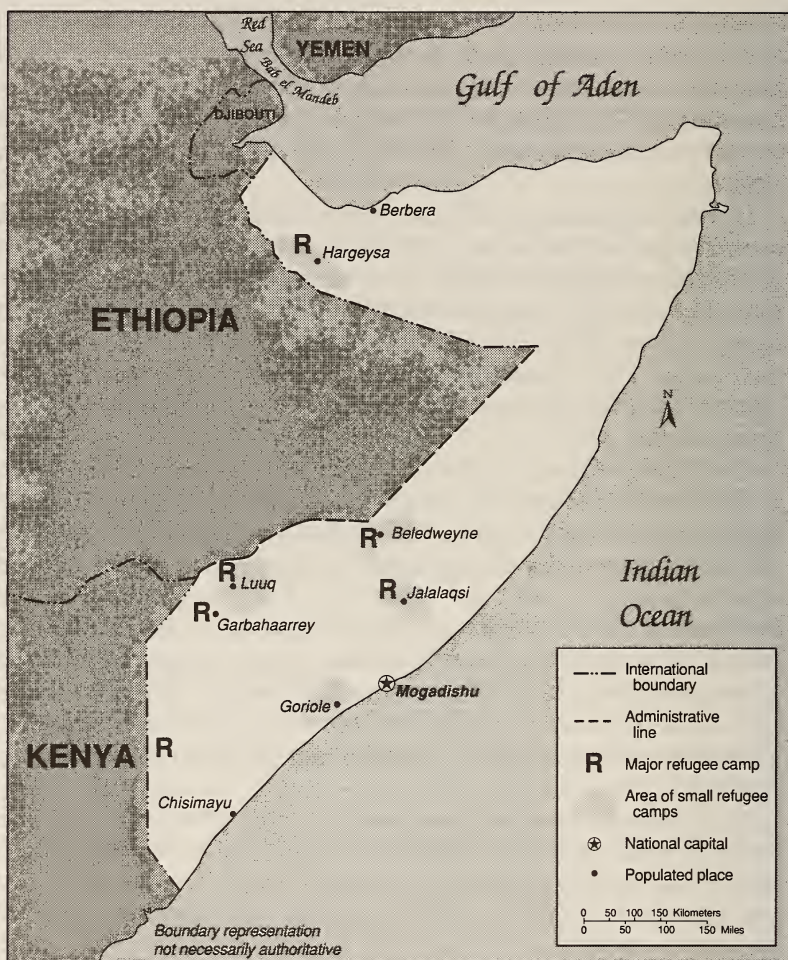 Red
Sea
YEMEN
Bab el Mandeb
Gulf of Aden
DJIBOUTI
Berbera
R
Hargeysa
ETHIOPIA
N
R
Beledweyne
R
Luuq
R
Jalalaqsi
R
Garbahaarrey
Indian
Ocean
Mogadishu
Goriole
KENYA
R
Chisimayu
International
boundary
Administrative
line
R
Major refugee camp
Area of small refugee
camps
National capital
Populated place
0 50 100 150 Kilometers
0 50 100 150 Miles
Boundary representation
not necessarily authoritative